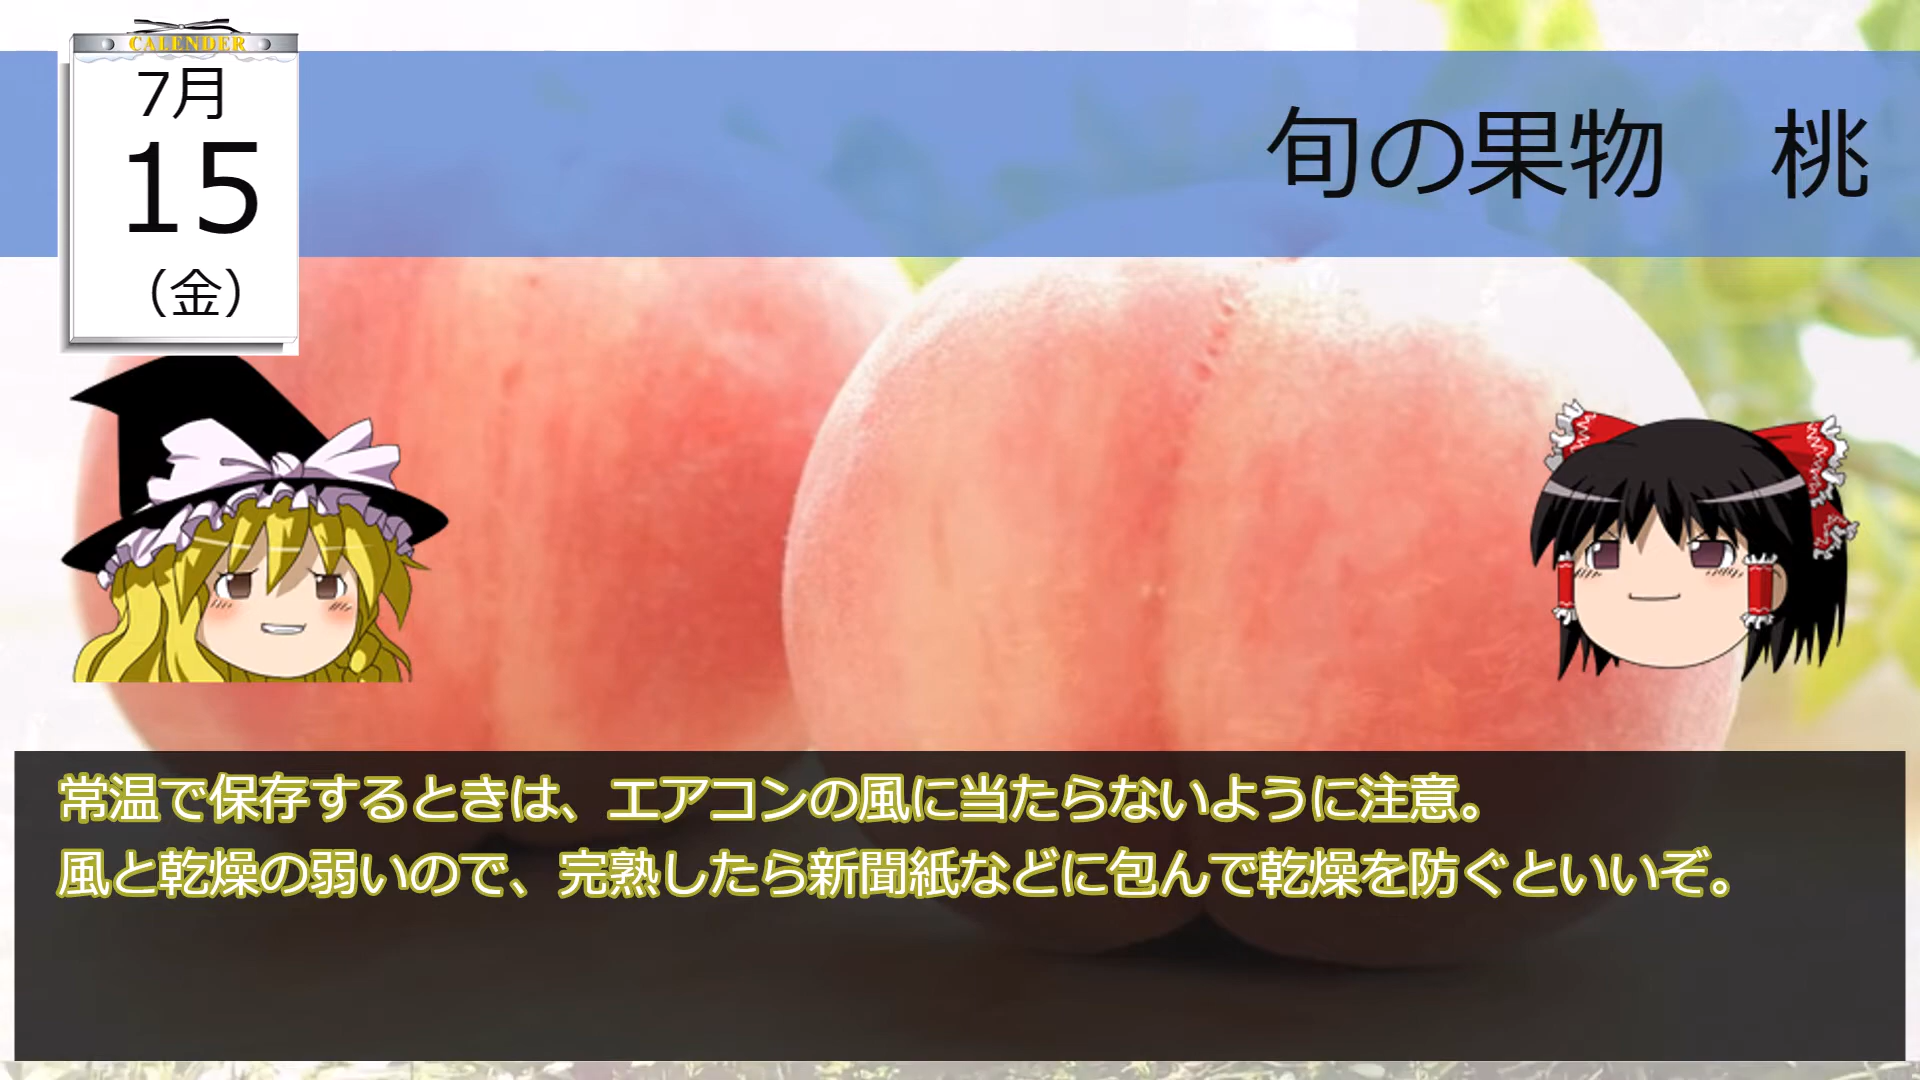 CALENDER
7月
15
（金）
旬の果物　桃
常温で保存するときは、エアコンの風に当たらないように注意。
風と乾燥の弱いので、完熟したら新聞紙などに包んで乾燥を防ぐといいぞ。